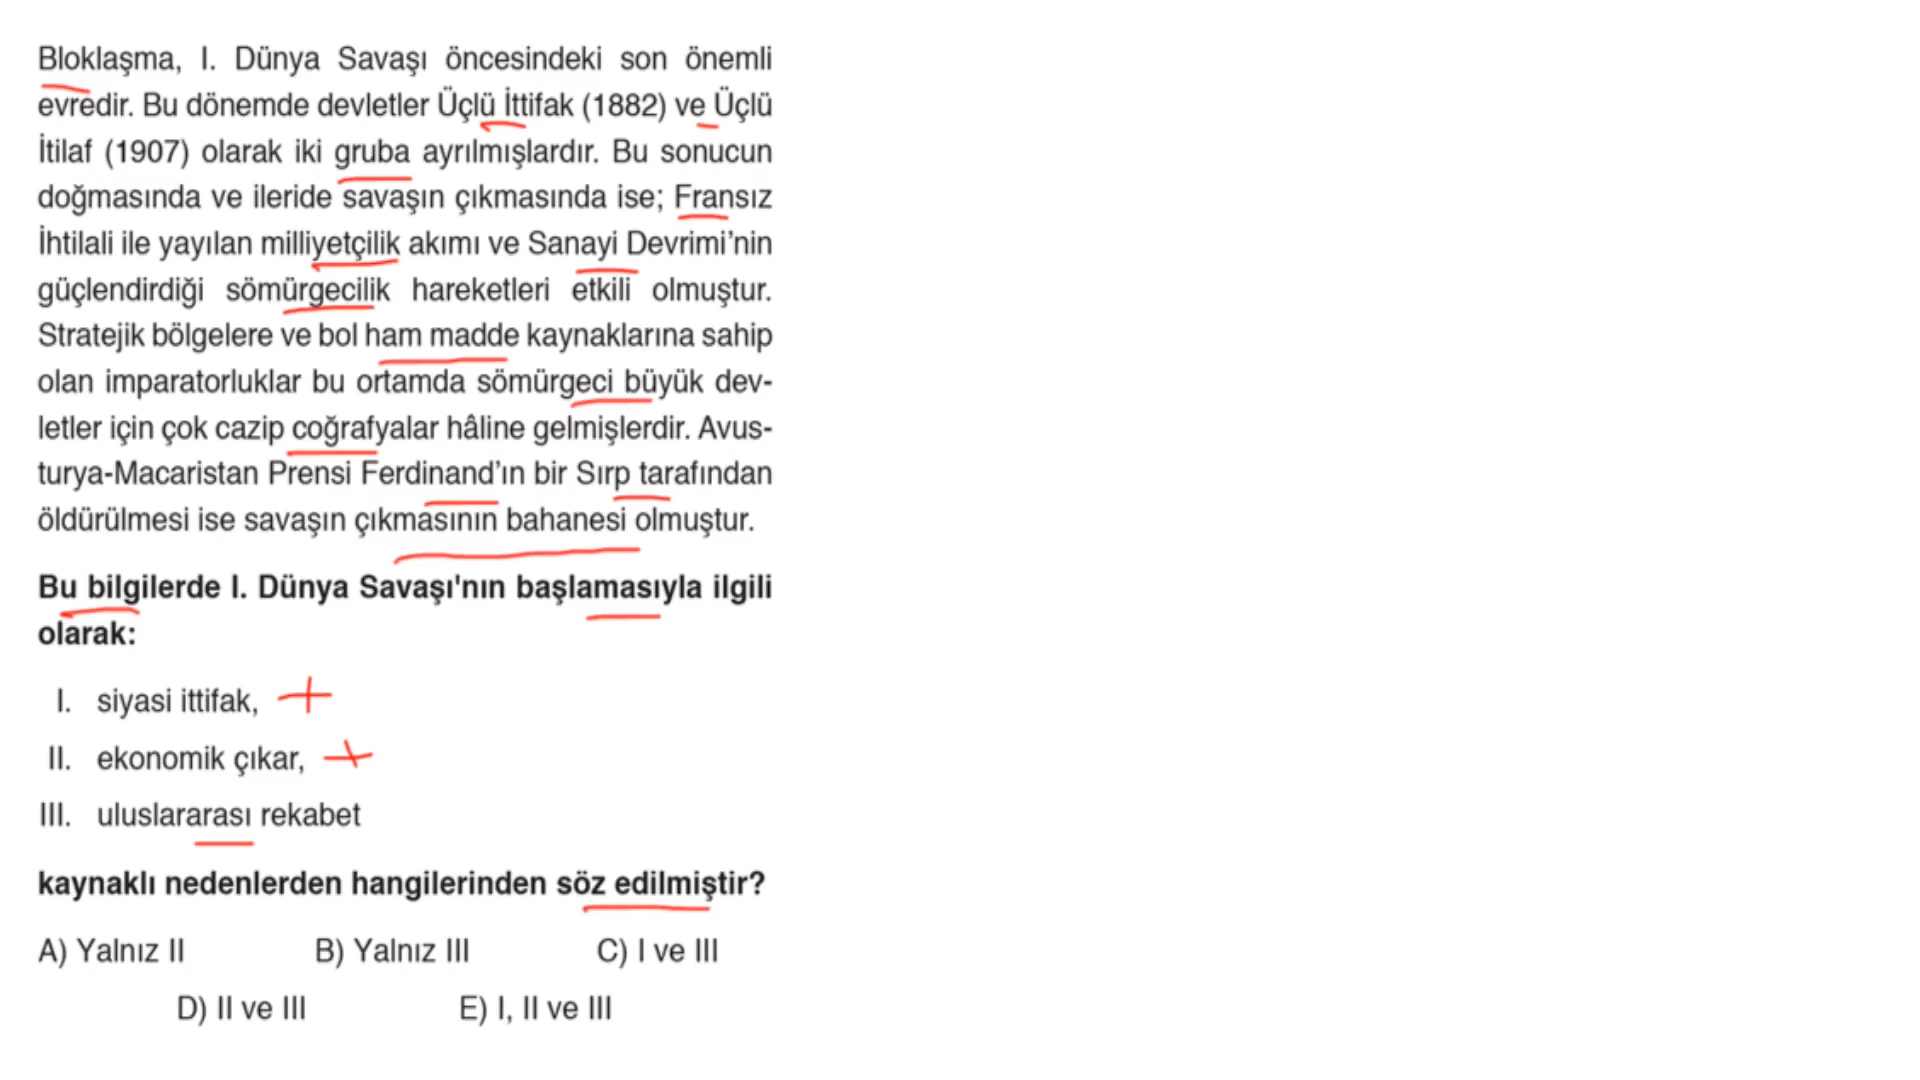 Bloklaşma, I. Dünya Savaşı öncesindeki son önemli
evredir. Bu dönemde devletler Üçlü İttifak (1882) ve Üçlü
İtilaf (1907) olarak iki gruba ayrılmışlardır. Bu sonucun
doğmasında ve ileride savaşın çıkmasında ise; Fransız
İhtilali ile yayılan milliyetçilik akımı ve Sanayi Devrimi'nin
güçlendirdiği sömürgecilik hareketleri etkili olmuştur.
Stratejik bölgelere ve bol ham madde kaynaklarına sahip
olan imparatorluklar bu ortamda sömürgeci büyük dev-
letler için çok cazip coğrafyalar hâline gelmişlerdir. Avus-
turya-Macaristan Prensi Ferdinand'ın bir Sırp tarafından
öldürülmesi ise savaşın çıkmasının bahanesi olmuştur.
Bu bilgilerde I. Dünya Savaşı'nın başlamasıyla ilgili
olarak:
I. siyasi ittifak, +
II. ekonomik çıkar, +
III. uluslararası rekabet
kaynaklı nedenlerden hangilerinden söz edilmiştir?
A) Yalnız II B) Yalnız III C) I ve III
D) II ve III E) I, II ve III